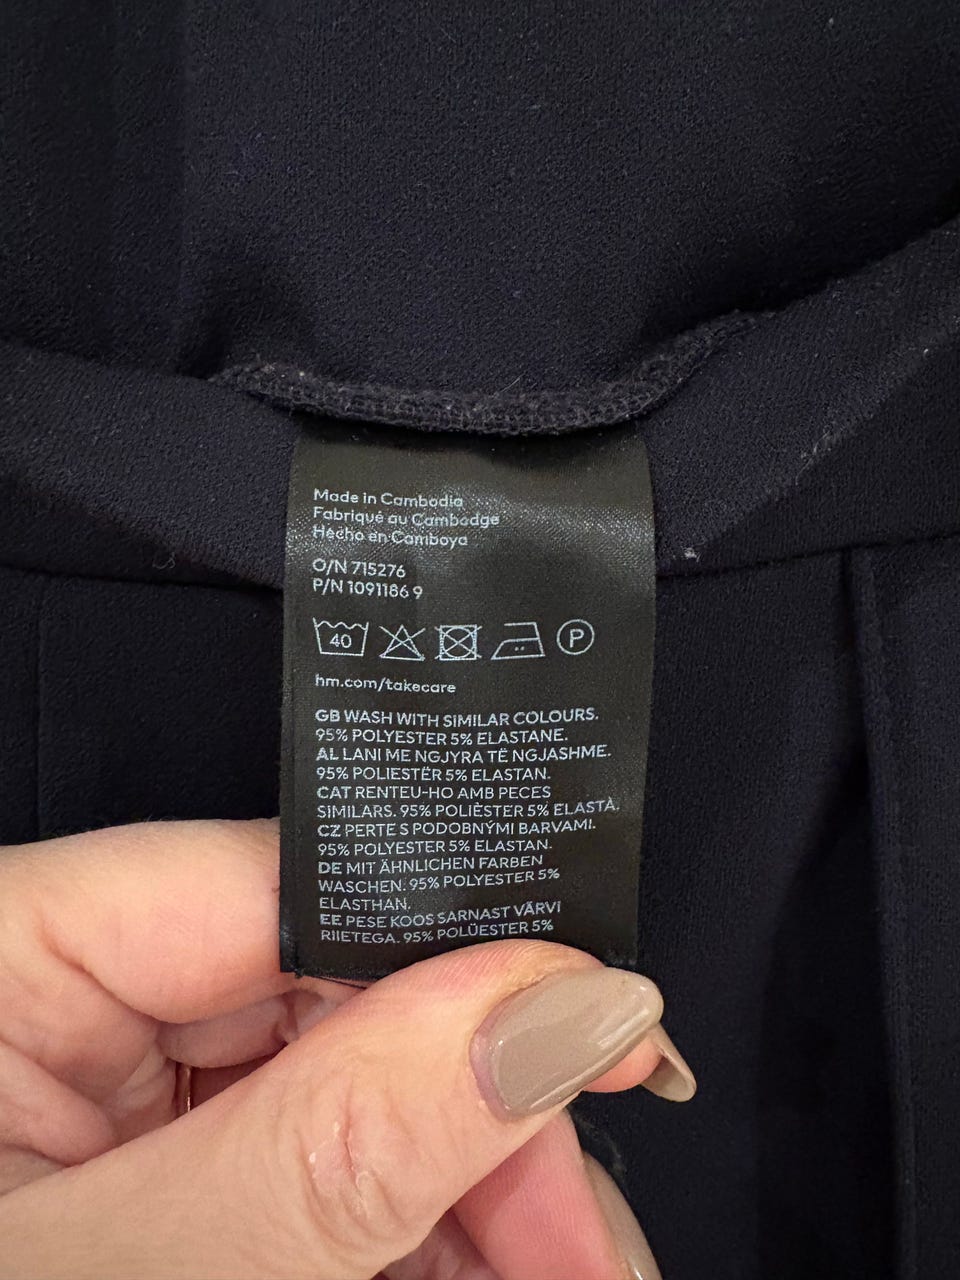 Made in Cambodia
Fabriqué au Cambodge
Hecho en Camboya
O/N 715276
P/N 1091186 9
40 P
hm.com/takecare
GB WASH WITH SIMILAR COLOURS.
95% POLYESTER 5% ELASTANE.
AL LANI ME NGJYRA TË NGJASHME.
95% POLIESTËR 5% ELASTAN.
CAT RENTEU-HO AMB PECES
SIMILARS. 95% POLIÈSTER 5% ELASTÀ.
CZ PERTE S PODOBNÝMI BARVAMI.
95% POLYESTER 5% ELASTAN.
DE MIT ÄHNLICHEN FARBEN
WASCHEN. 95% POLYESTER 5%
ELASTHAN.
EE PESE KOOS SARNAST VÄRVI
RIIETEGA. 95% POLÜESTER 5%